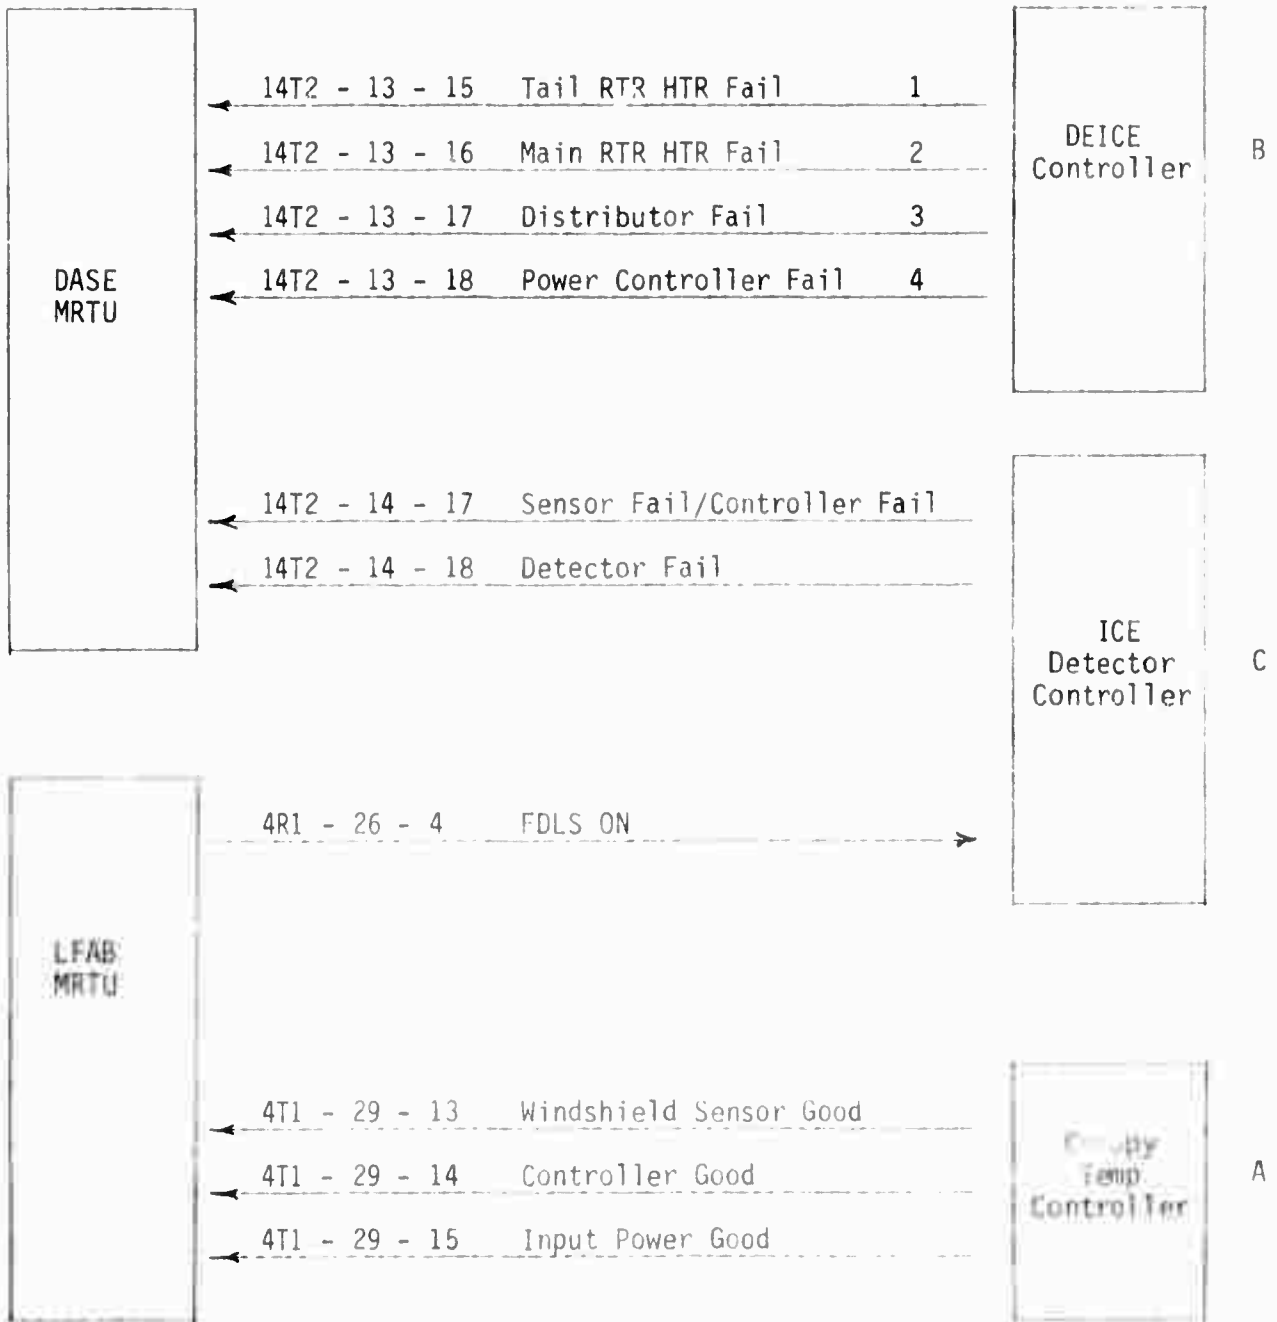 14T2 - 13 - 15 Tail RTR HTR Fail 1
14T2 - 13 - 16 Main RTR HTR Fail 2
14T2 - 13 - 17 Distributor Fail 3
14T2 - 13 - 18 Power Controller Fail 4
DASE
MRTU
DEICE
Controller
B
14T2 - 14 - 17 Sensor Fail/Controller Fail
14T2 - 14 - 18 Detector Fail
ICE
Detector
Controller
C
4R1 - 26 - 4 FDLS ON
LFAB
MRTU
4T1 - 29 - 13 Windshield Sensor Good
4T1 - 29 - 14 Controller Good
4T1 - 29 - 15 Input Power Good
Temp
Controller
A